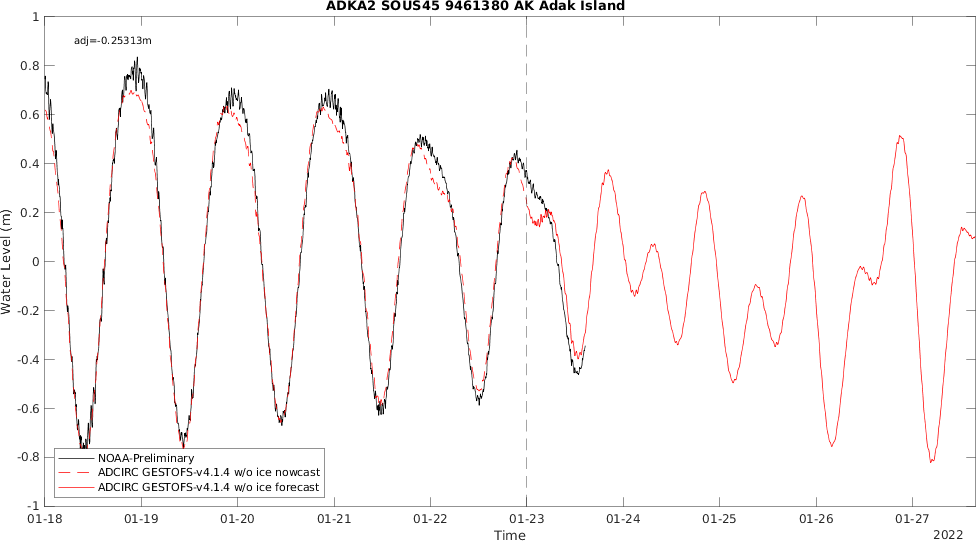 ADKA2 SOUS45 9461380 AK Adak Island
adj=-0.25313m
Water Level (m)
1
0.8
0.6
0.4
0.2
0
-0.2
-0.4
-0.6
-0.8
-1
NOAA-Preliminary
ADCIRC GESTOFS-v4.1.4 w/o ice nowcast
ADCIRC GESTOFS-v4.1.4 w/o ice forecast
01-18 01-19 01-20 01-21 01-22 01-23 01-24 01-25 01-26 01-27
Time
2022